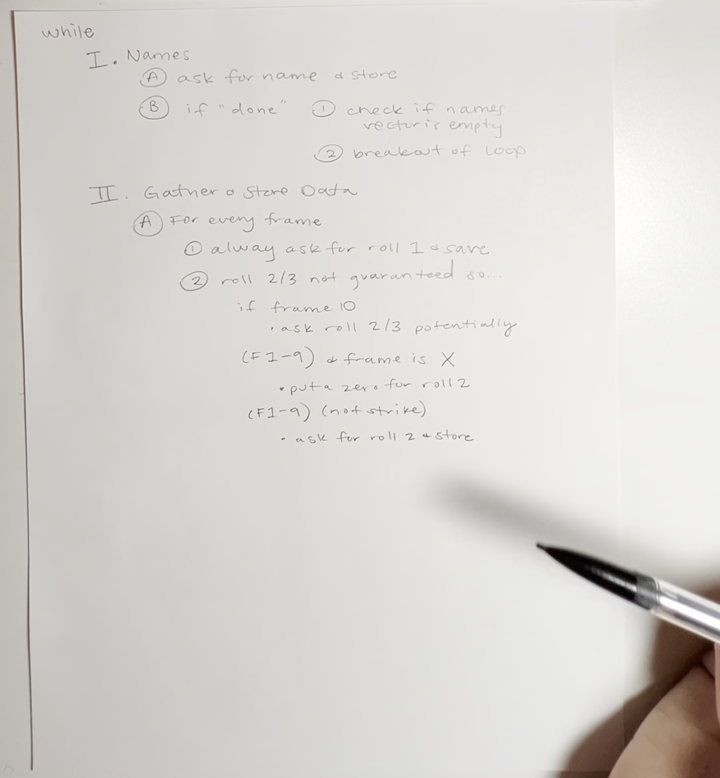 while
I. Names
A ask for name & store
B if "done" 1 check if names
vector is empty
2 breakout of loop
II. Gather & Store Data
A For every frame
1 alway ask for roll 1 & save
2 roll 2/3 not guaranteed so...
if frame 10
• ask roll 2/3 potentially
(F1-9) & frame is X
• put a zero for roll 2
(F1-9) (not strike)
• ask for roll 2 & store